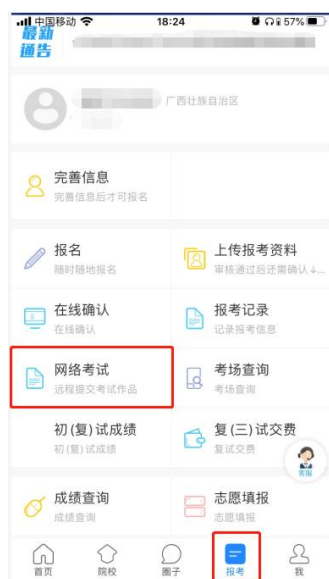 中国移动 18:24 57%
最新
通告
广西壮族自治区
完善信息
完善信息后才可报名
报名
随时随地报名
上传报考资料
审核通过后还需确认↓...
在线确认
在线确认
报考记录
记录报考信息
网络考试
远程提交考试作品
考场查询
考场查询
初(复)试成绩
初(复)试成绩
复(三)试交费
复试交费
客服
成绩查询
成绩查询
志愿填报
志愿填报
首页 院校 圈子 报考 我